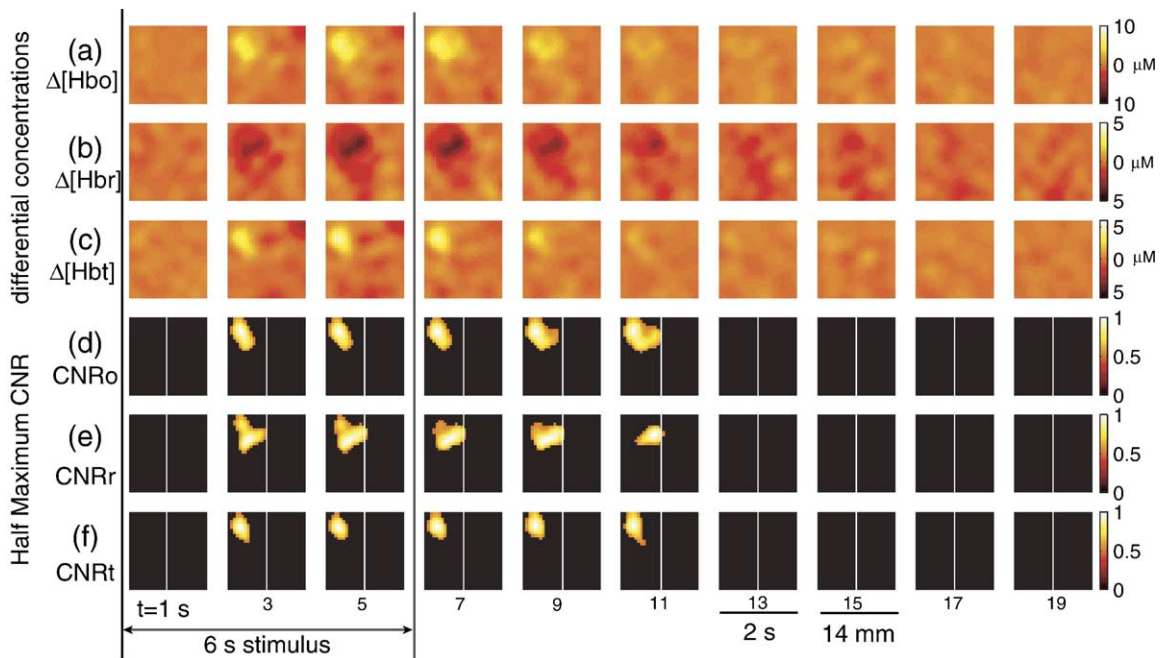 differential concentrations
(a)
Δ[Hbo]
10
0 μM
10
(b)
Δ[Hbr]
5
0 μM
5
(c)
Δ[Hbt]
5
0 μM
5
Half Maximum CNR
(d)
CNRo
1
0.5
0
(e)
CNRr
1
0.5
0
(f)
CNRt
1
0.5
0
t=1 s 3 5 7 9 11 13 15 17 19
6 s stimulus
2 s
14 mm